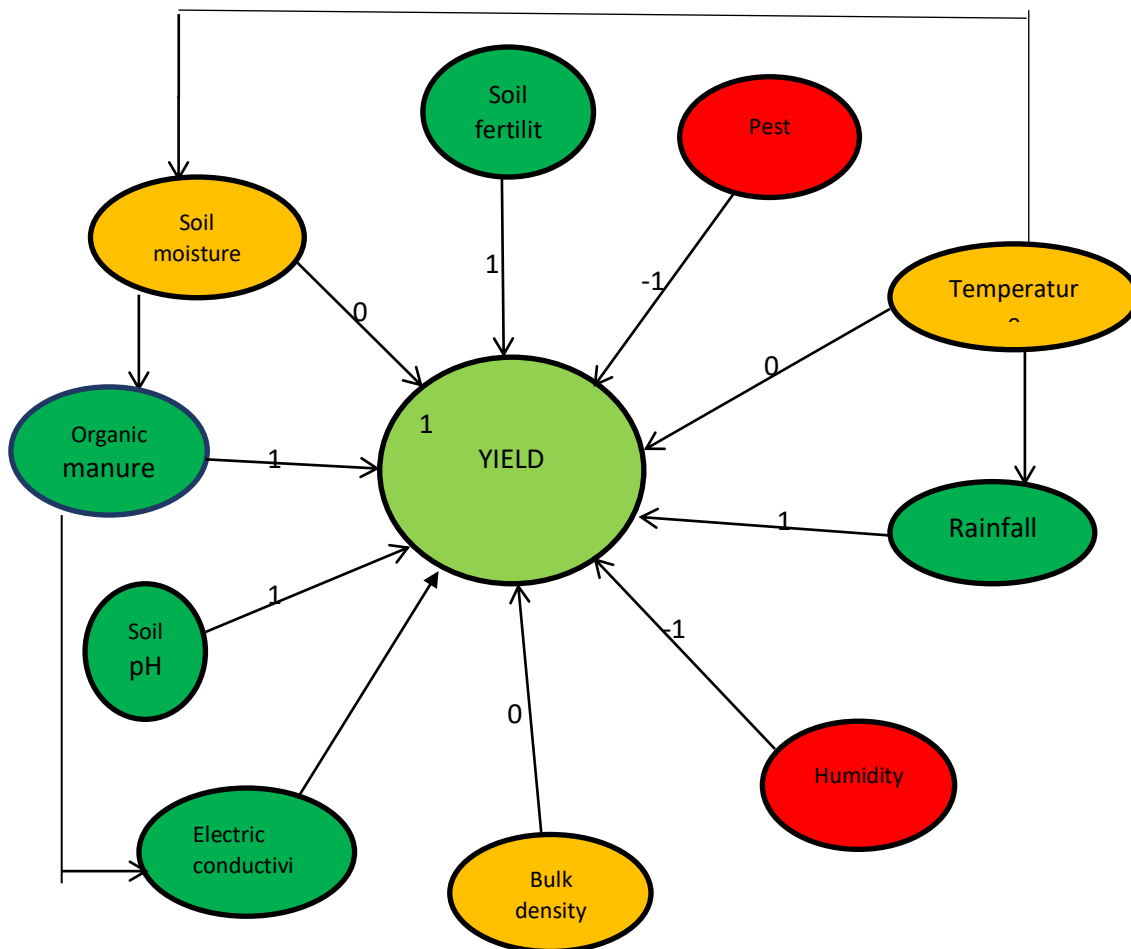 Soil
fertilit
Pest
Soil
moisture
1
-1
Temperatur
0
0
1
YIELD
Organic
manure
1
1
Rainfall
1
Soil
pH
-1
0
Humidity
Electric
conductivi
Bulk
density